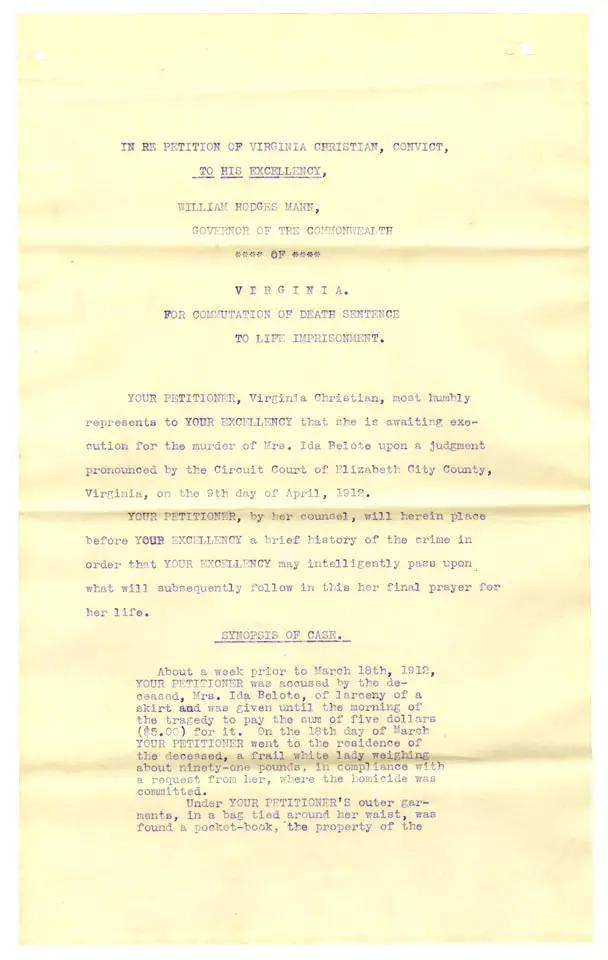 IN RE PETITION OF VIRGINIA CHRISTIAN, CONVICT,
TO HIS EXCELLENCY,
WILLIAM HODGES MANN,
GOVERNOR OF THE COMMONWEALTH
**** OF ****
V I R G I N I A.
FOR COMMUTATION OF DEATH SENTENCE
TO LIFE IMPRISONMENT.
YOUR PETITIONER, Virginia Christian, most humbly
represents to YOUR EXCELLENCY that she is awaiting exe-
cution for the murder of Mrs. Ida Belote upon a judgment
pronounced by the Circuit Court of Elizabeth City County,
Virginia, on the 9th day of April, 1912.
YOUR PETITIONER, by her counsel, will herein place
before YOUR EXCELLENCY a brief history of the crime in
order that YOUR EXCELLENCY may intelligently pass upon
what will subsequently follow in this her final prayer for
her life.
SYNOPSIS OF CASE.
About a week prior to March 18th, 1912,
YOUR PETITIONER was accused by the de-
ceased, Mrs. Ida Belote, of larceny of a
skirt and was given until the morning of
the tragedy to pay the sum of five dollars
($5.00) for it. On the 18th day of March
YOUR PETITIONER went to the residence of
the deceased, a frail white lady weighing
about ninety-one pounds, in compliance with
a request from her, where the homicide was
committed.
Under YOUR PETITIONER'S outer gar-
ments, in a bag tied around her waist, was
found a pocket-book, the property of the